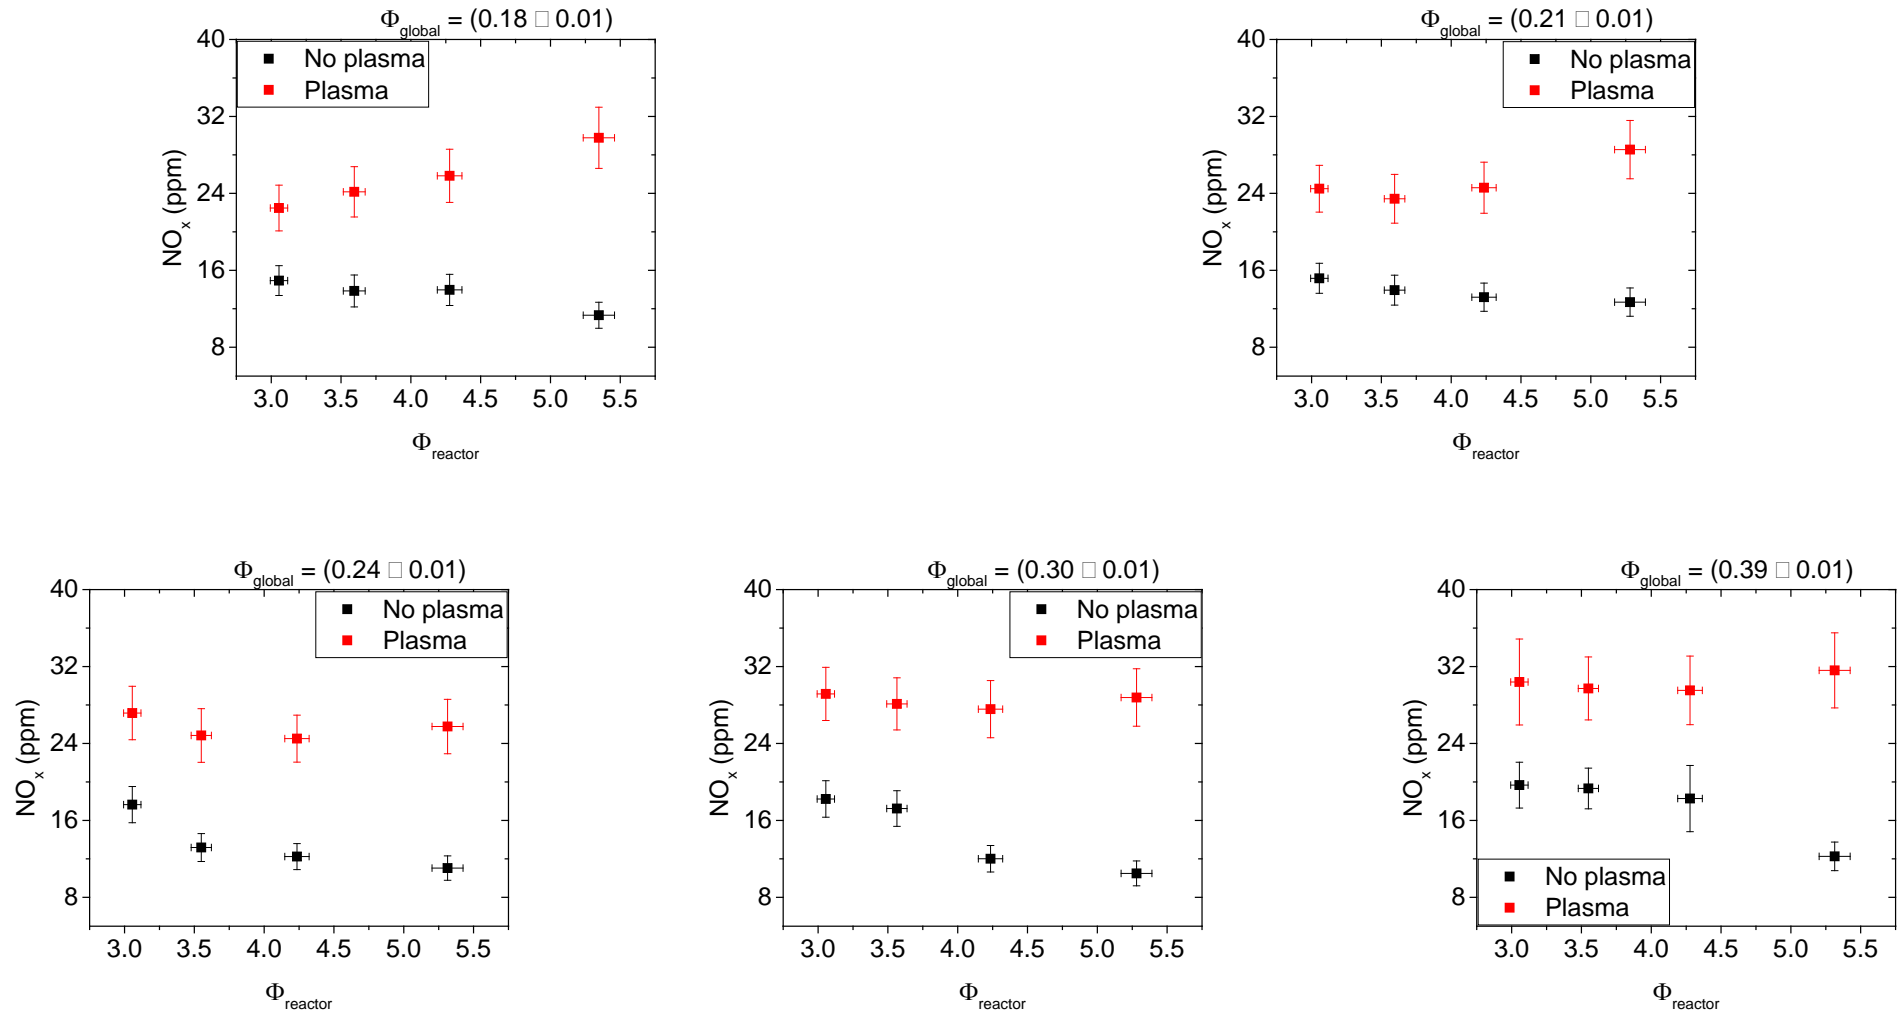 Φglobal = (0.18 □ 0.01)
No plasma
Plasma
40
32
24
16
8
NOx (ppm)
3.0 3.5 4.0 4.5 5.0 5.5
Φreactor
Φglobal = (0.21 □ 0.01)
No plasma
Plasma
40
32
24
16
8
NOx (ppm)
3.0 3.5 4.0 4.5 5.0 5.5
Φreactor
Φglobal = (0.24 □ 0.01)
No plasma
Plasma
40
32
24
16
8
NOx (ppm)
3.0 3.5 4.0 4.5 5.0 5.5
Φreactor
Φglobal = (0.30 □ 0.01)
No plasma
Plasma
40
32
24
16
8
NOx (ppm)
3.0 3.5 4.0 4.5 5.0 5.5
Φreactor
Φglobal = (0.39 □ 0.01)
No plasma
Plasma
40
32
24
16
8
NOx (ppm)
3.0 3.5 4.0 4.5 5.0 5.5
Φreactor